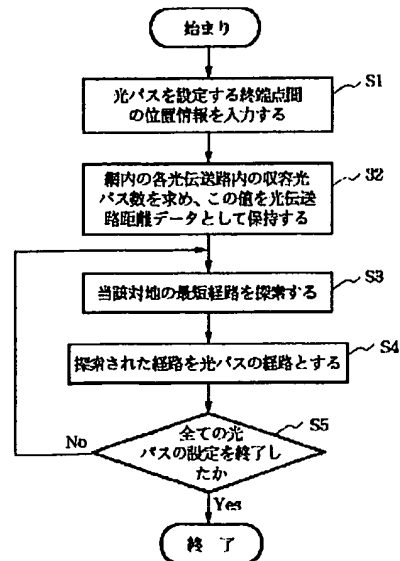 始まり
S1
光パスを設定する終端点間
の位置情報を入力する
S2
網内の各光伝送路内の収容光
パス数を求め、この値を光伝送
路距離データとして保持する
S3
当該対地の最短経路を探索する
S4
探索された経路を光パスの経路とする
S5
全ての光
パスの設定を終了し
たか
No
Yes
終 了